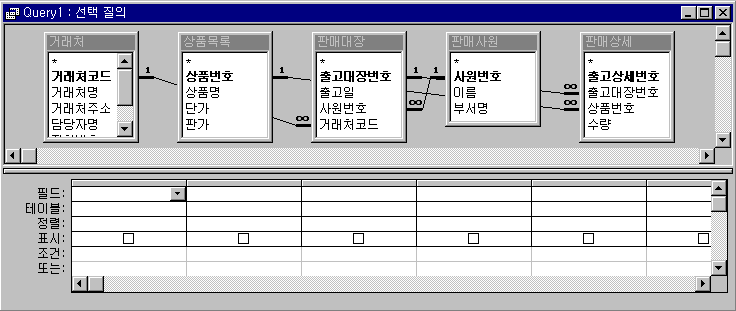 Query1 : 선택 질의
거래처 상품목록 판매대장 판매사원 판매상세
* * * * *
거래처코드 1 상품번호 1 출고대장번호 1 1 사원번호 출고상세번호
거래처명 상품명 출고일 이름 ∞ 출고대장번호
거래처주소 단가 사원번호 ∞ 부서명 ∞ 상품번호
담당자명 판가 ∞ 거래처코드 수량
필드:
테이블:
정렬:
표시:
조건:
또는: